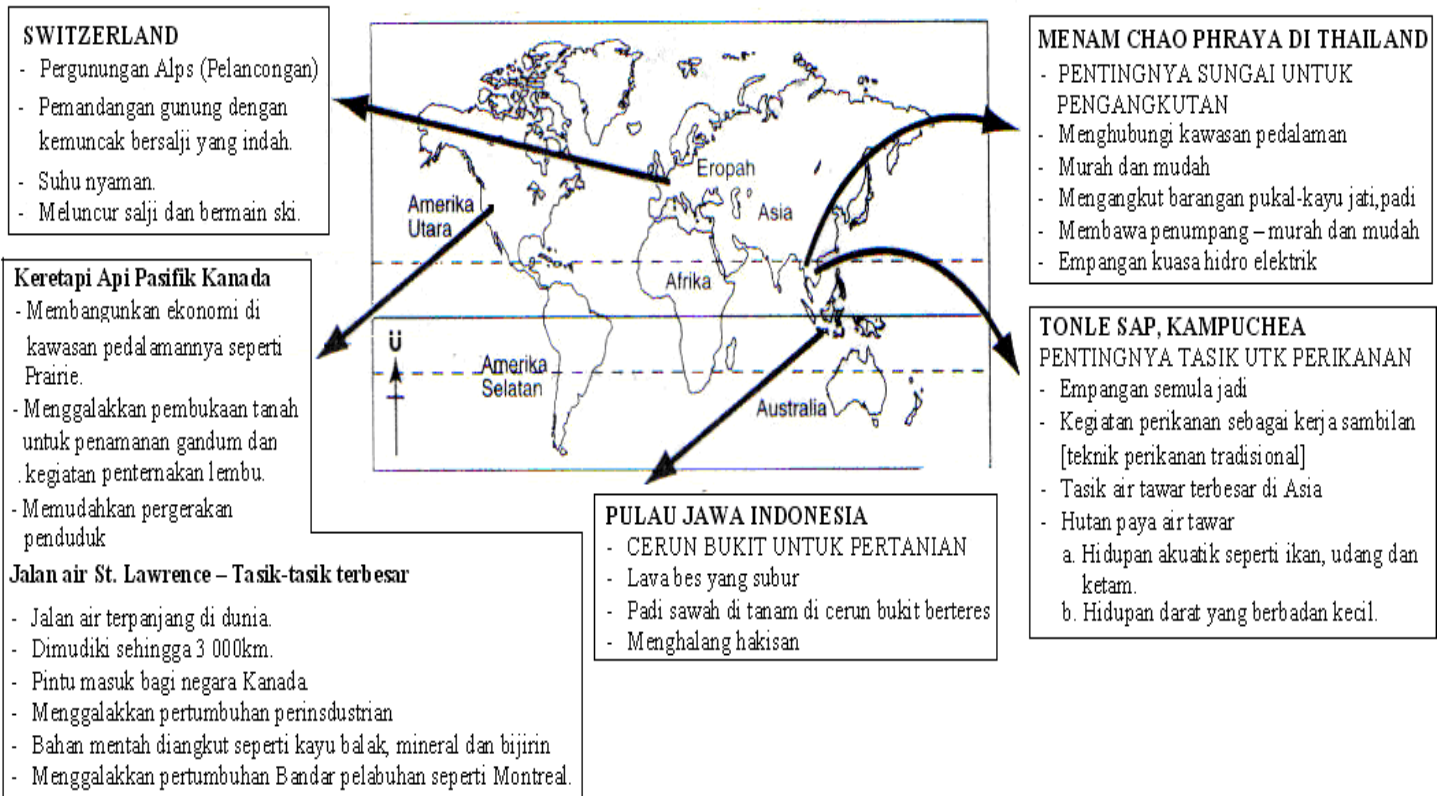 SWITZERLAND
- Pergunungan Alps (Pelancongan)
- Pemandangan gunung dengan
kemuncak bersalji yang indah.
- Suhu nyaman.
- Meluncur salji dan bermain ski.
Keretapi Api Pasifik Kanada
- Membangunkan ekonomi di
kawasan pedalamannya seperti
Prairie.
- Menggalakkan pembukaan tanah
untuk penamanan gandum dan
. kegiatan penternakan lembu.
- Memudahkan pergerakan
penduduk
Jalan air St. Lawrence – Tasik-tasik terbesar
- Jalan air terpanjang di dunia.
- Dimudiki sehingga 3 000km.
- Pintu masuk bagi negara Kanada
- Menggalakkan pertumbuhan perinsdustrian
- Bahan mentah diangkut seperti kayu balak, mineral dan bijirin
- Menggalakkan pertumbuhan Bandar pelabuhan seperti Montreal.
Eropah
Asia
Amerika
Utara
Afrika
Ü
Amerika
Selatan
Australia
PULAU JAWA INDONESIA
- CERUN BUKIT UNTUK PERTANIAN
- Lava bes yang subur
- Padi sawah di tanam di cerun bukit berteres
- Menghalang hakisan
MENAM CHAO PHRAYA DI THAILAND
- PENTINGNYA SUNGAI UNTUK
PENGANGKUTAN
- Menghubungi kawasan pedalaman
- Murah dan mudah
- Mengangkut barangan pukal-kayu jati,padi
- Membawa penumpang – murah dan mudah
- Empangan kuasa hidro elektrik
TONLE SAP, KAMPUCHEA
PENTINGNYA TASIK UTK PERIKANAN
- Empangan semula jadi
- Kegiatan perikanan sebagai kerja sambilan
[teknik perikanan tradisional]
- Tasik air tawar terbesar di Asia
- Hutan paya air tawar
a. Hidupan akuatik seperti ikan, udang dan
ketam.
b. Hidupan darat yang berbadan kecil.